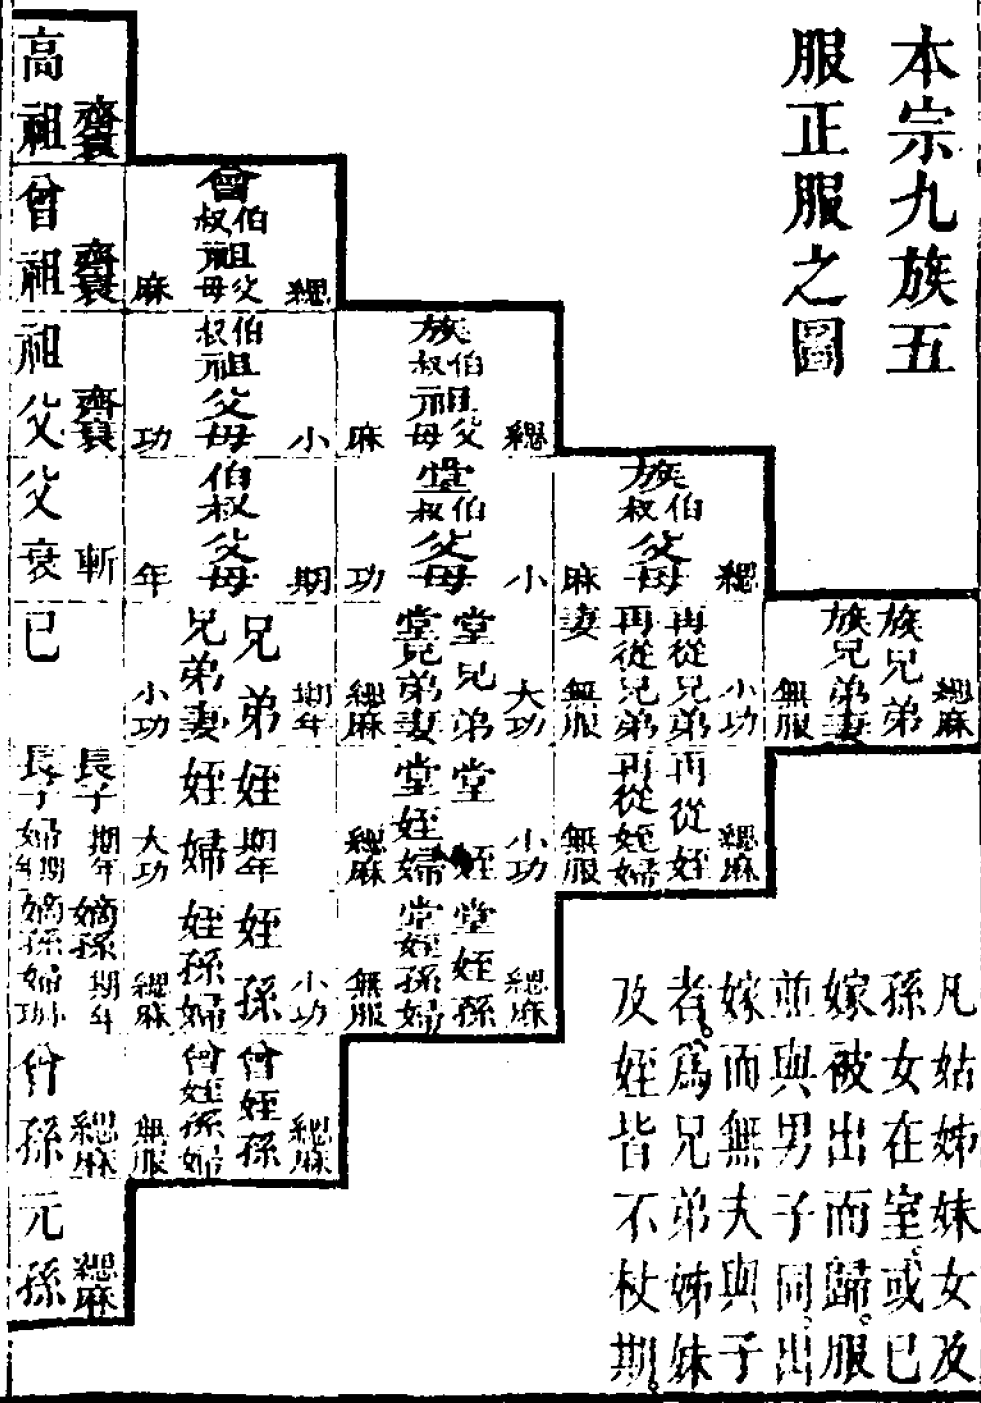 本宗九族五
服正服之圖
族兄弟
緦麻
族兄弟妻
無服
族伯叔父母
緦麻
再從兄弟
小功
再從兄弟妻
無服
再從姪
緦麻
再從姪婦
無服
族伯叔祖父母
緦麻
堂伯叔父母
小功
堂兄弟
大功
堂兄弟妻
緦麻
堂姪
小功
堂姪婦
緦麻
堂姪孫
緦麻
堂姪孫婦
無服
曾伯叔祖父母
緦麻
伯叔祖父母
小功
伯叔父母
期年
兄弟
期年
兄弟妻
小功
姪
期年
姪婦
大功
姪孫
小功
姪孫婦
緦麻
曾姪孫
緦麻
曾姪孫婦
無服
高祖
齊衰
曾祖
齊衰
祖父
齊衰
父
斬衰
己
長子
期年
長子婦
期年
嫡孫
期年
嫡孫婦
小功
曾孫
緦麻
元孫
緦麻
凡姑姊妹女及
孫女在室或已
嫁被出而歸。服
並與男子同。出
嫁而無夫與子
者。爲兄弟姊妹
及姪皆不杖期。